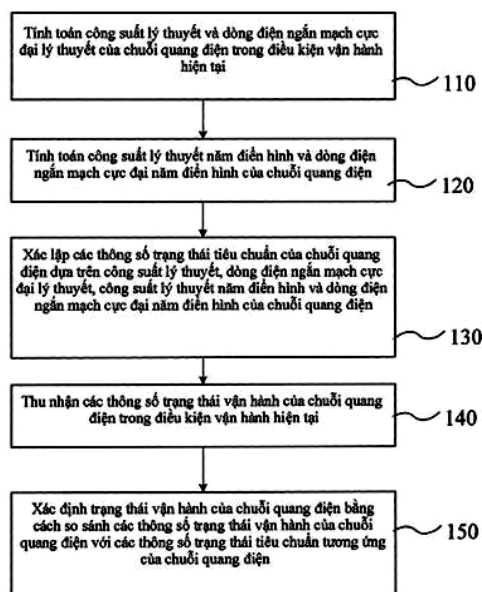 Tính toán công suất lý thuyết và dòng điện ngắn mạch cực
đại lý thuyết của chuỗi quang điện trong điều kiện vận hành
hiện tại
110
Tính toán công suất lý thuyết năm điển hình và dòng điện
ngắn mạch cực đại năm điển hình của chuỗi quang điện
120
Xác lập các thông số trạng thái tiêu chuẩn của chuỗi quang
điện dựa trên công suất lý thuyết, dòng điện ngắn mạch cực
đại lý thuyết, công suất lý thuyết năm điển hình và dòng điện
ngắn mạch cực đại năm điển hình của chuỗi quang điện
130
Thu nhận các thông số trạng thái vận hành của chuỗi quang
điện trong điều kiện vận hành hiện tại
140
Xác định trạng thái vận hành của chuỗi quang điện bằng
cách so sánh các thông số trạng thái vận hành của chuỗi
quang điện với các thông số trạng thái tiêu chuẩn tương ứng
của chuỗi quang điện
150